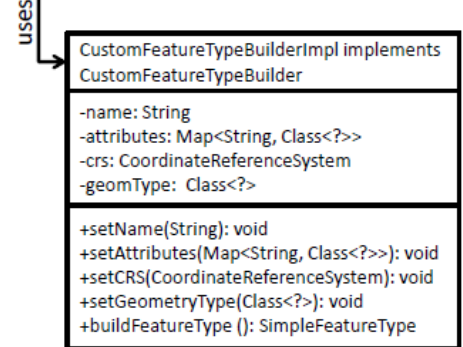 uses
CustomFeatureTypeBuilderImpl implements
CustomFeatureTypeBuilder
-name: String
-attributes: Map<String, Class<?>>
-crs: CoordinateReferenceSystem
-geomType:  Class<?>
+setName(String): void
+setAttributes(Map<String, Class<?>>): void
+setCRS(CoordinateReferenceSystem): void
+setGeometryType(Class<?>): void
+buildFeatureType (): SimpleFeatureType